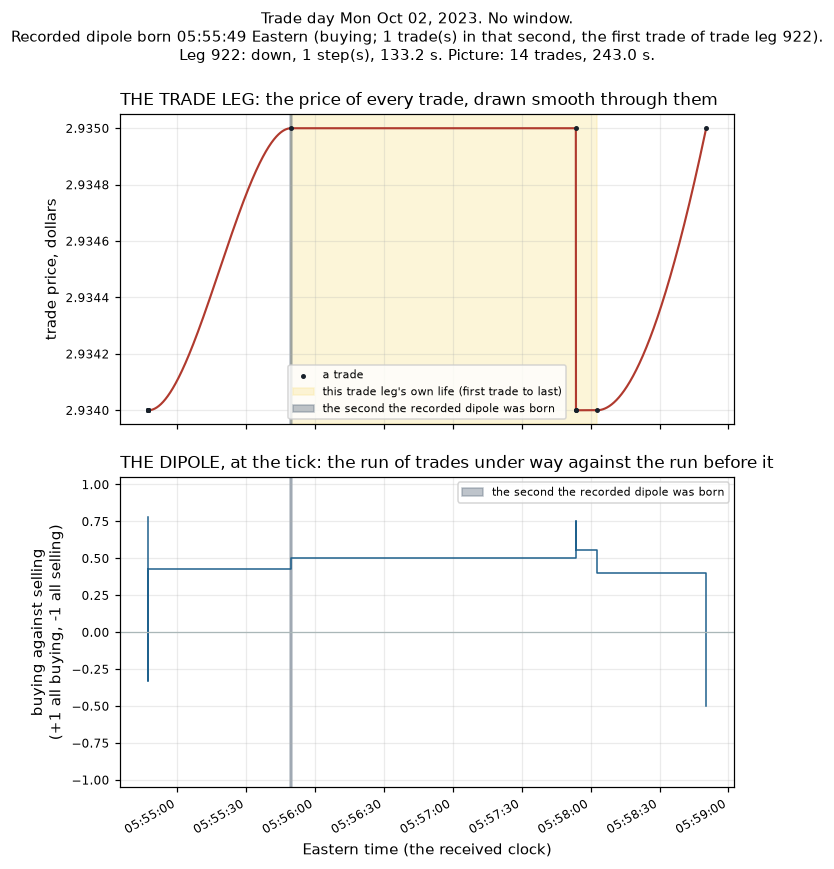 Trade day Mon Oct 02, 2023. No window.
Recorded dipole born 05:55:49 Eastern (buying; 1 trade(s) in that second, the first trade of trade leg 922).
Leg 922: down, 1 step(s), 133.2 s. Picture: 14 trades, 243.0 s.
THE TRADE LEG: the price of every trade, drawn smooth through them
trade price, dollars
2.9350
2.9348
2.9346
2.9344
2.9342
2.9340
a trade
this trade leg's own life (first trade to last)
the second the recorded dipole was born
THE DIPOLE, at the tick: the run of trades under way against the run before it
buying against selling
(+1 all buying, -1 all selling)
1.00
0.75
0.50
0.25
0.00
−0.25
−0.50
−0.75
−1.00
the second the recorded dipole was born
05:55:00
05:55:30
05:56:00
05:56:30
05:57:00
05:57:30
05:58:00
05:58:30
05:59:00
Eastern time (the received clock)